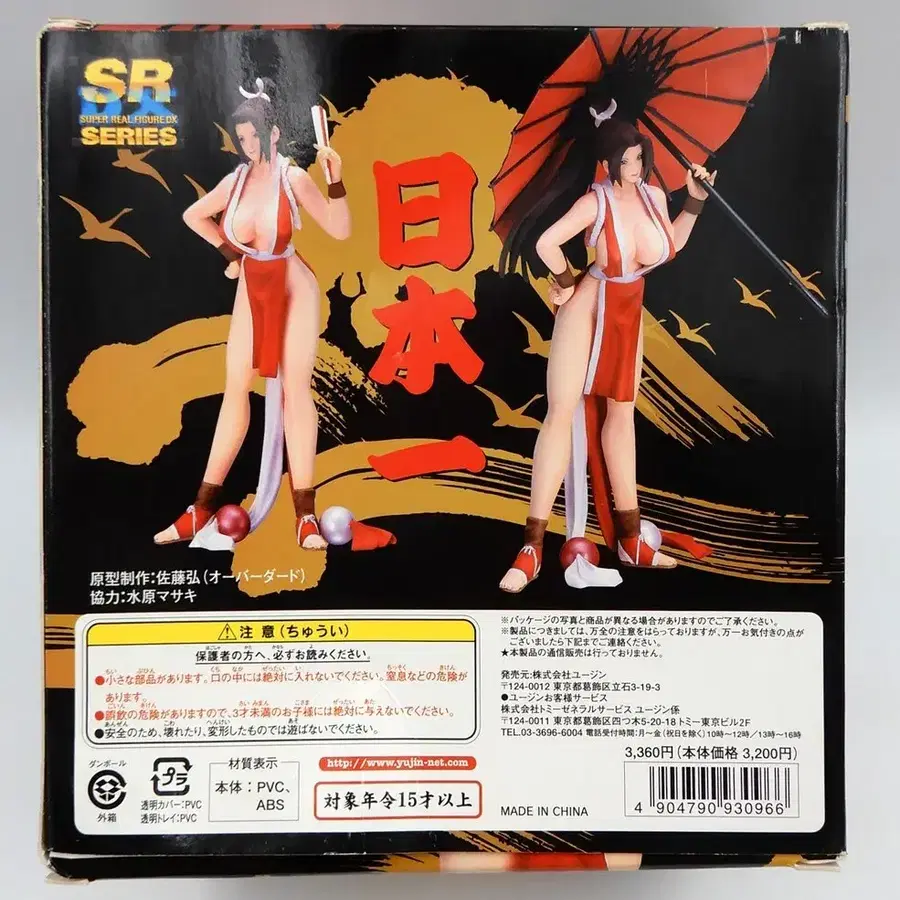 SR
DX
SUPER REAL FIGURE DX
SERIES
日本一
原型制作:佐藤弘(オーバーダード)
協力:水原マサキ
⚠注意(ちゅうい)
保護者の方へ、必ずお読みください。
●小さな部品があります。口の中には絶対に入れないでください。窒息などの危険があります。
●誤飲の危険がありますので、3才未満のお子様には絶対に与えないでください。
●安全のため、壊れたり、変形したものでは遊ばないでください。
ダンボール
外箱
プラ
透明カバー:PVC
透明トレイ:PVC
材質表示
本体:PVC、
ABS
http://www.yujin-net.com
対象年令15才以上
※パッケージの写真と商品が異なる場合がありますのでご了承ください。
※製品につきましては、万全の注意をはらっておりますが、万一お気付きの点が
ございましたら下記までご連絡ください。
★本製品の通信販売は行っておりません。
発売元:株式会社ユージン
〒124-0012 東京都葛飾区立石3-19-3
●ユージンお客様サービス
株式会社トミーゼネラルサービス ユージン係
〒124-0011 東京都葛飾区四つ木5-20-18 トミー東京ビル2F
TEL.03-3696-6004 電話受付時間:月〜金(祝日を除く)10時〜12時/13時〜16時
3,360円(本体価格 3,200円)
MADE IN CHINA
4 904790 930966